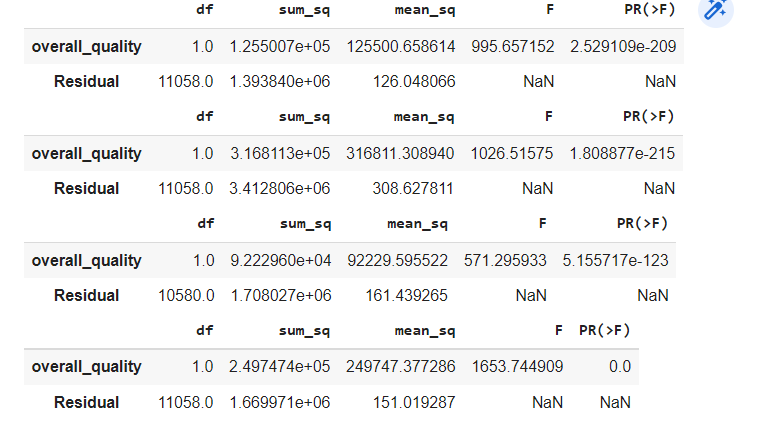 df sum_sq mean_sq F PR(>F)
overall_quality 1.0 1.255007e+05 125500.658614 995.657152 2.529109e-209
Residual 11058.0 1.393840e+06 126.048066 NaN NaN
df sum_sq mean_sq F PR(>F)
overall_quality 1.0 3.168113e+05 316811.308940 1026.51575 1.808877e-215
Residual 11058.0 3.412806e+06 308.627811 NaN NaN
df sum_sq mean_sq F PR(>F)
overall_quality 1.0 9.222960e+04 92229.595522 571.295933 5.155717e-123
Residual 10580.0 1.708027e+06 161.439265 NaN NaN
df sum_sq mean_sq F PR(>F)
overall_quality 1.0 2.497474e+05 249747.377286 1653.744909 0.0
Residual 11058.0 1.669971e+06 151.019287 NaN NaN